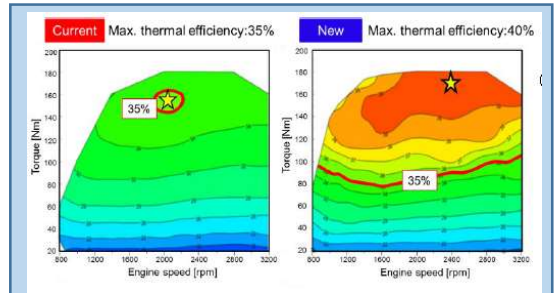 Current Max. thermal efficiency:35%
200
180
160
140
120
100
80
60
40
20
Torque [Nm]
35%
800 1200 1600 2000 2400 2800 3200
Engine speed [rpm]
New Max. thermal efficiency:40%
200
180
160
140
120
100
80
60
40
20
Torque [Nm]
35%
800 1200 1600 2000 2400 2800 3200
Engine speed [rpm]